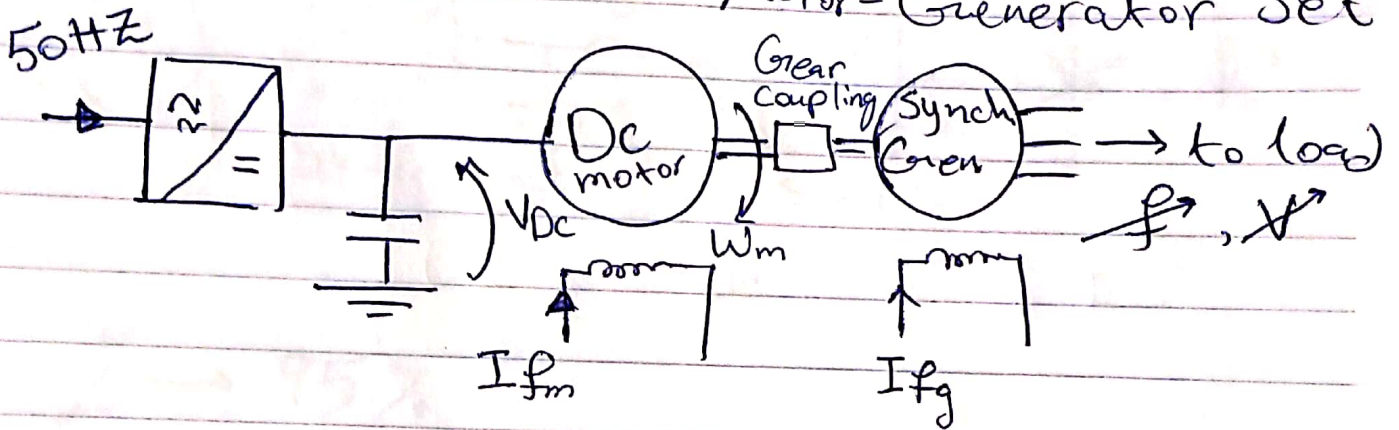 Generator Set
50HZ
≈
=
Dc
motor
Gear
coupling
Synch
Gen
→ to load
f, V
VDC
Wm
Ifm
Ifg